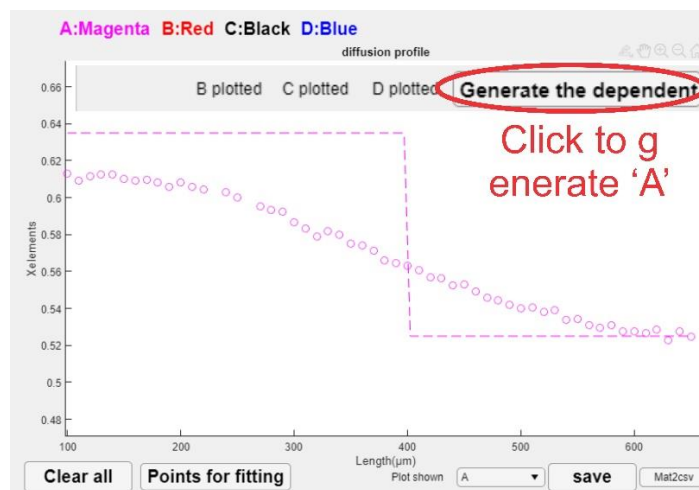 A:Magenta B:Red C:Black D:Blue
diffusion profile
B plotted C plotted D plotted Generate the dependent
Click to g
enerate ‘A’
0.66
0.64
0.62
0.6
0.58
0.56
0.54
0.52
0.5
0.48
Xelements
100 200 300 400 500 600
Length(μm)
Clear all Points for fitting Plot shown A save Mat2csv